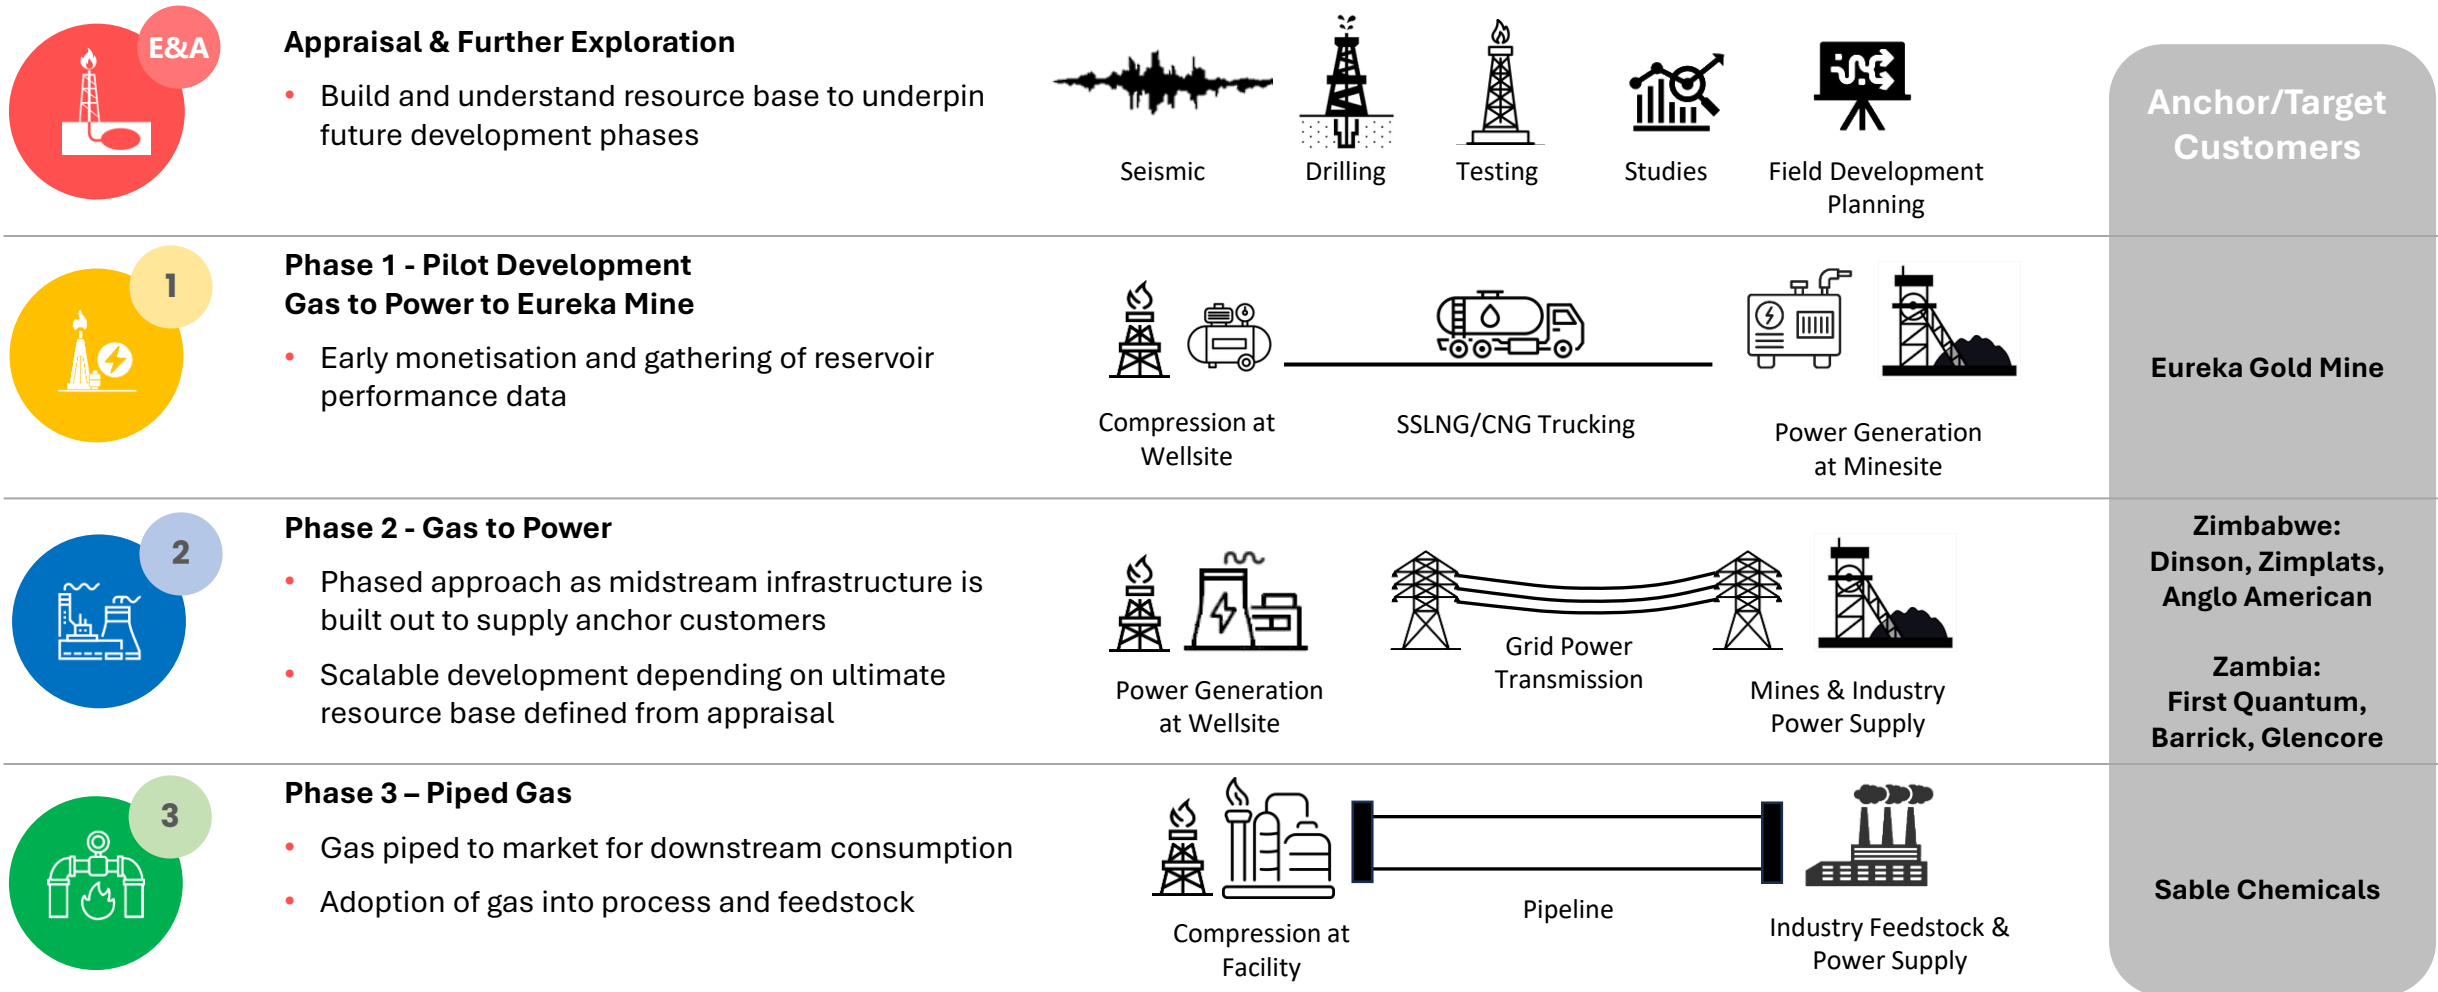 E&A
Appraisal & Further Exploration
• Build and understand resource base to underpin
future development phases
Seismic
Drilling
Testing
Studies
Field Development
Planning
Anchor/Target
Customers
1
Phase 1 - Pilot Development
Gas to Power to Eureka Mine
• Early monetisation and gathering of reservoir
performance data
Compression at
Wellsite
SSLNG/CNG Trucking
Power Generation
at Minesite
Eureka Gold Mine
2
Phase 2 - Gas to Power
• Phased approach as midstream infrastructure is
built out to supply anchor customers
• Scalable development depending on ultimate
resource base defined from appraisal
Power Generation
at Wellsite
Grid Power
Transmission
Mines & Industry
Power Supply
Zimbabwe:
Dinson, Zimplats,
Anglo American
Zambia:
First Quantum,
Barrick, Glencore
3
Phase 3 – Piped Gas
• Gas piped to market for downstream consumption
• Adoption of gas into process and feedstock
Compression at
Facility
Pipeline
Industry Feedstock &
Power Supply
Sable Chemicals